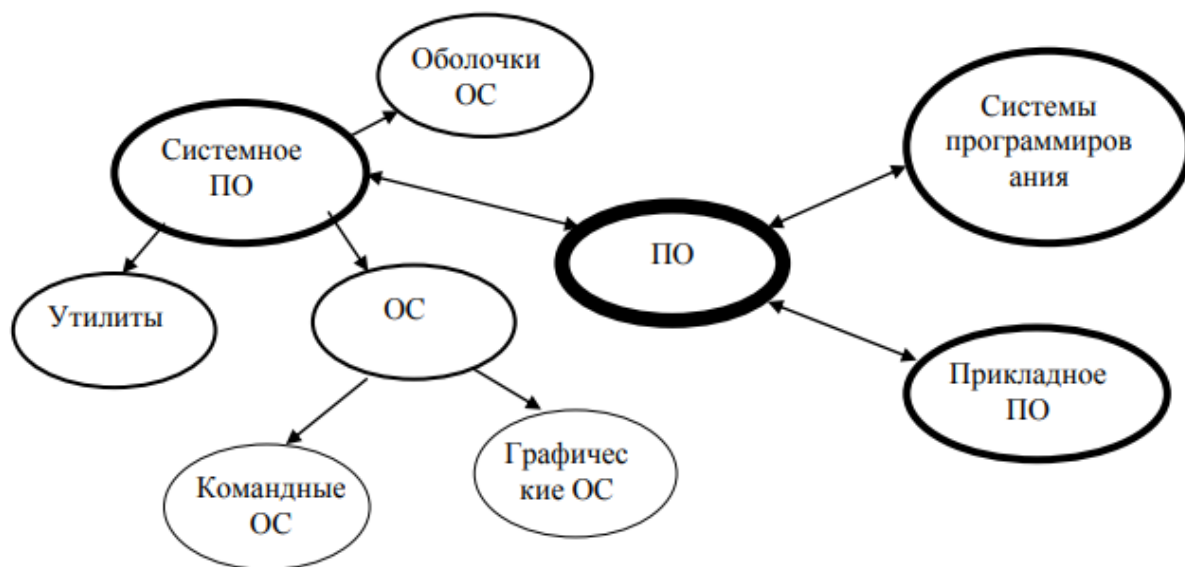 Оболочки
ОС
Системное
ПО
Системы
программиров
ания
ПО
Утилиты
ОС
Прикладное
ПО
Графичес
кие ОС
Командные
ОС